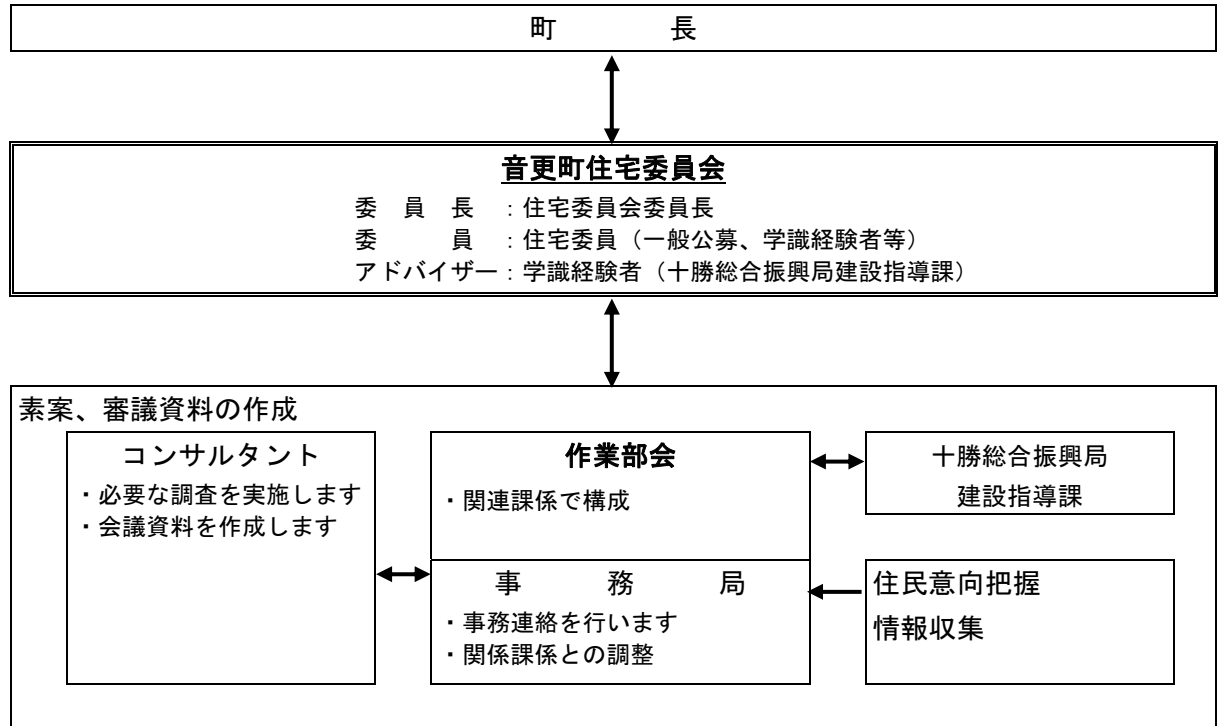 町　　　　長
音更町住宅委員会
委　員　長　：住宅委員会委員長
委　　　員　：住宅委員（一般公募、学識経験者等）
アドバイザー：学識経験者（十勝総合振興局建設指導課）
素案、審議資料の作成
コンサルタント
・必要な調査を実施します
・会議資料を作成します
作業部会
・関連課係で構成
事　　務　　局
・事務連絡を行います
・関係課係との調整
十勝総合振興局
建設指導課
住民意向把握
情報収集